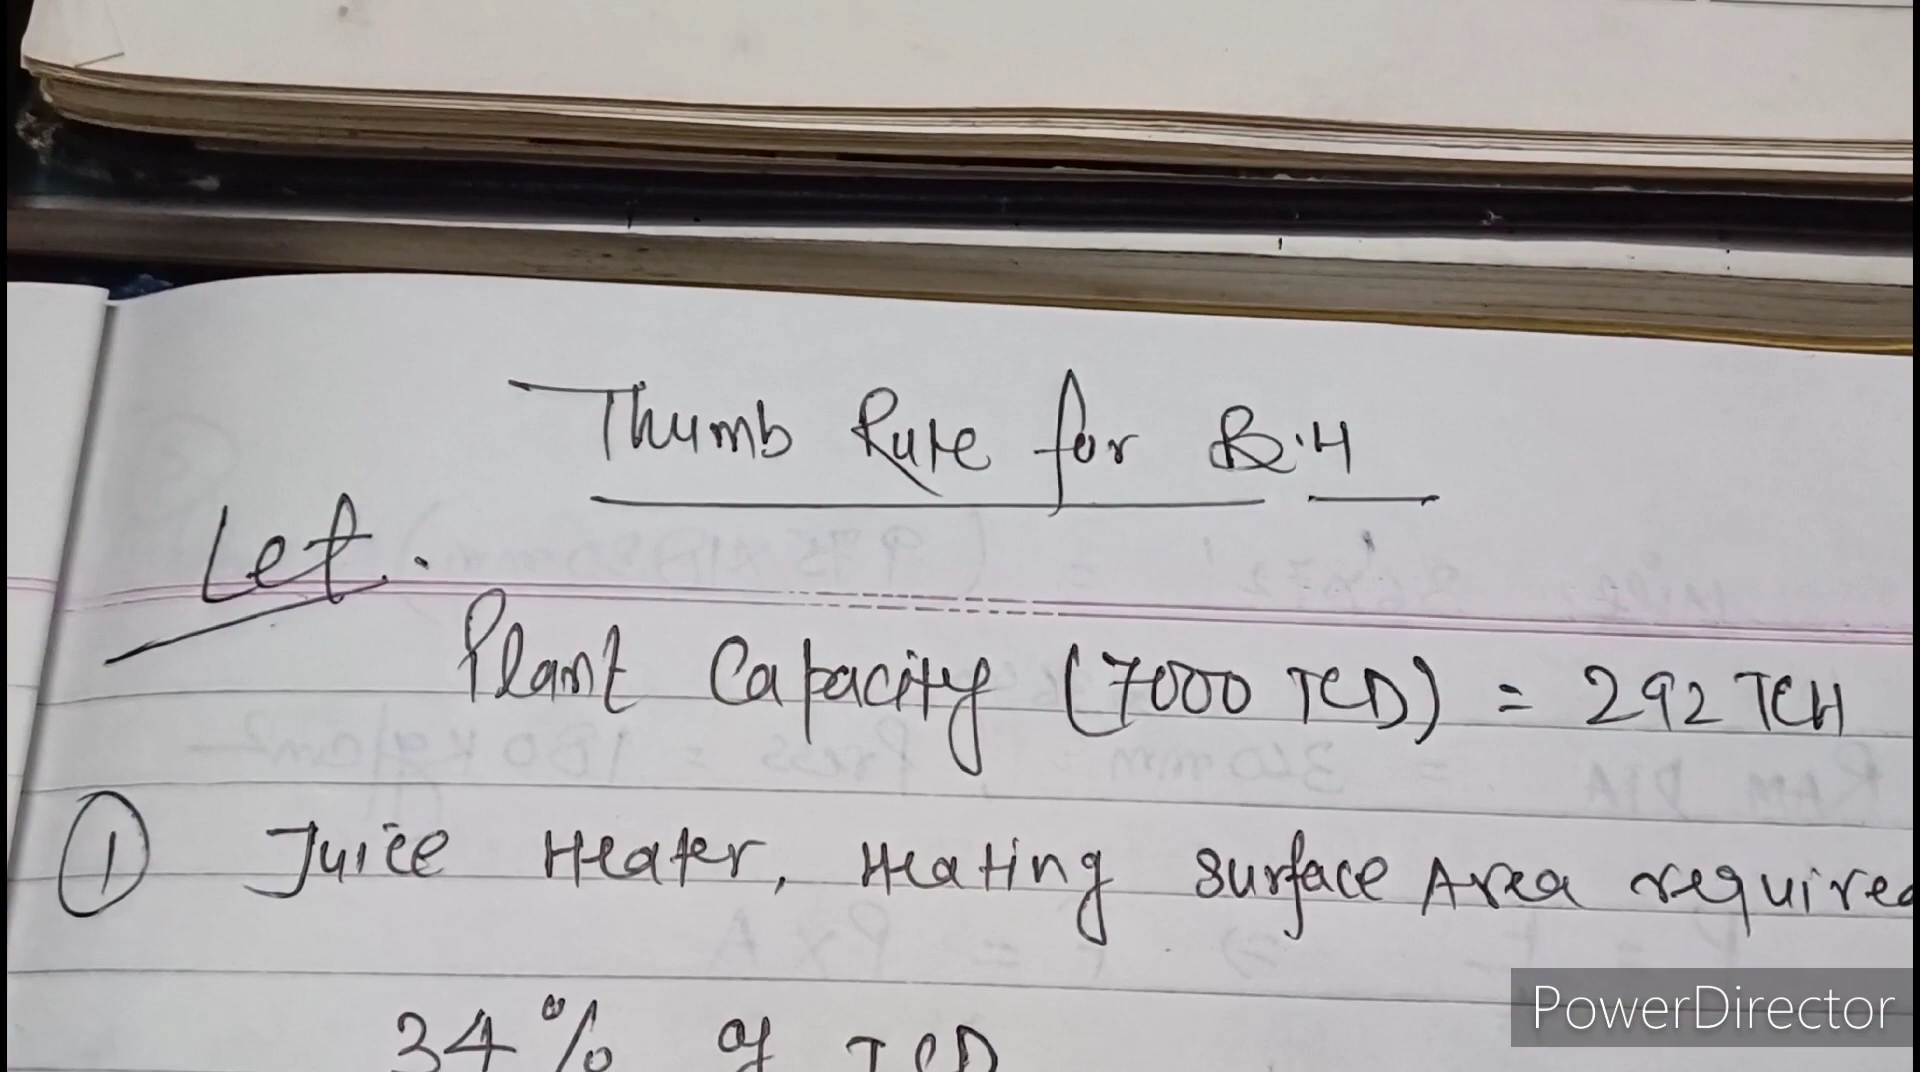 Thumb Rule for B.H
Let.
Plant Capacity (7000 TCD) = 292 TCH
① Juice Heater, Heating surface Area required
34% of TCD
PowerDirector